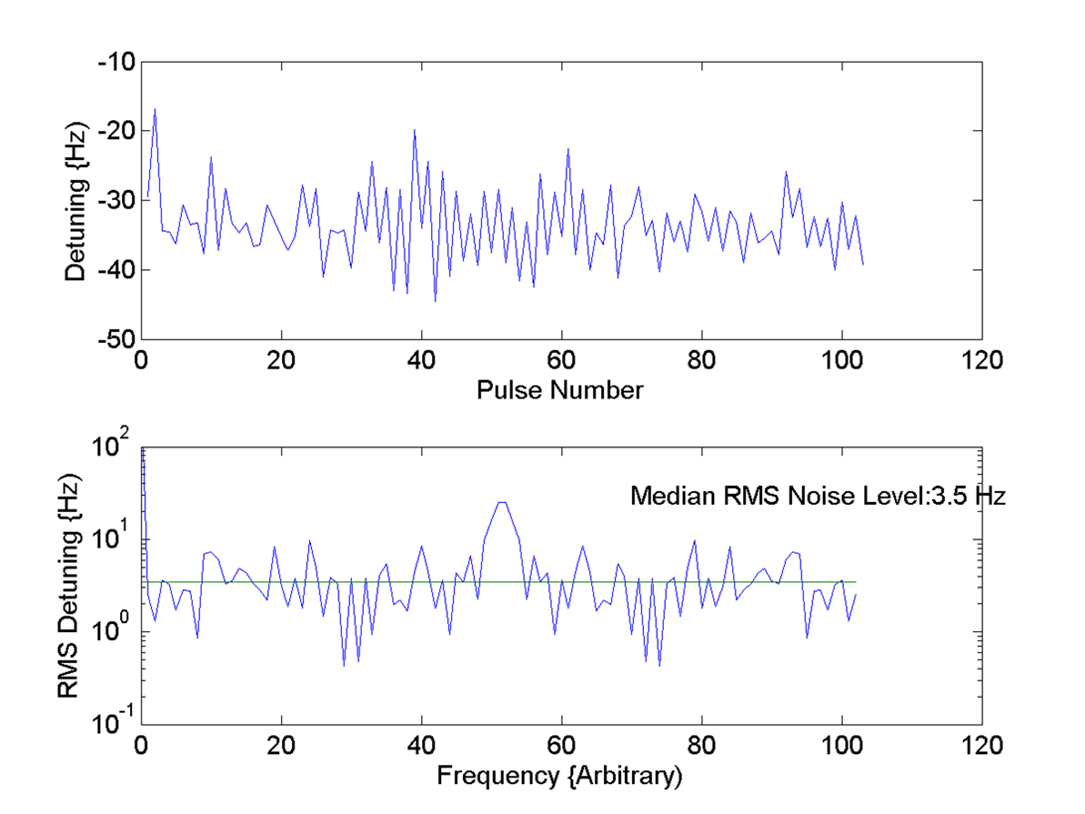 -10
-20
-30
-40
-50
Detuning {Hz)
0 20 40 60 80 100 120
Pulse Number
10^2
10^1
10^0
10^-1
RMS Detuning {Hz)
Median RMS Noise Level:3.5 Hz
0 20 40 60 80 100 120
Frequency {Arbitrary)